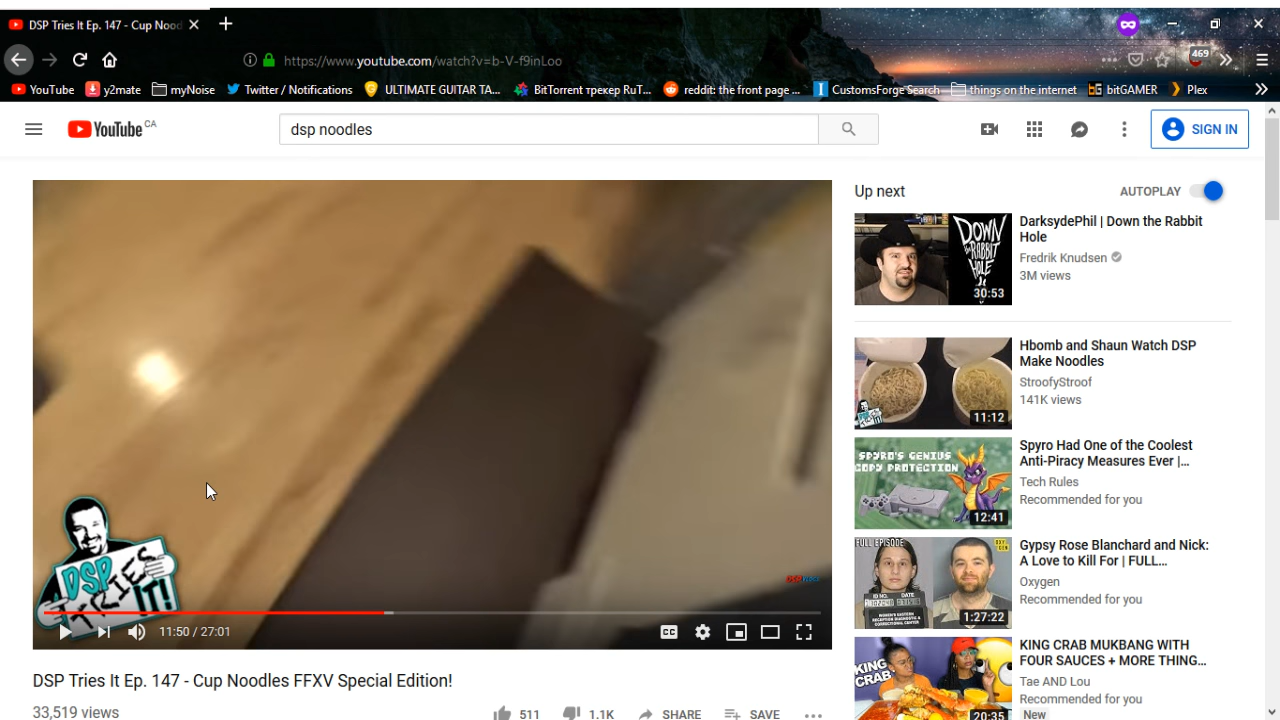 DSP Tries It Ep. 147 - Cup Nood
469
https://www.youtube.com/watch?v=b-V-f9inLoo
YouTube
y2mate
myNoise
Twitter / Notifications
ULTIMATE GUITAR TA...
BitTorrent трекер RuT...
reddit: the front page ...
CustomsForge Search
things on the internet
bitGAMER
Plex
YouTube CA
dsp noodles
SIGN IN
Up next
AUTOPLAY
DOWN THE RABBIT HOLE
30:53
DarksydePhil | Down the Rabbit
Hole
Fredrik Knudsen
3M views
11:12
Hbomb and Shaun Watch DSP
Make Noodles
StroofyStroof
141K views
SPYRO'S GENIUS
COPY PROTECTION
12:41
Spyro Had One of the Coolest
Anti-Piracy Measures Ever |...
Tech Rules
Recommended for you
FULL EPISODE
1:27:22
Gypsy Rose Blanchard and Nick:
A Love to Kill For | FULL...
Oxygen
Recommended for you
KING
CRAB
20:35
KING CRAB MUKBANG WITH
FOUR SAUCES + MORE THING...
Tae AND Lou
Recommended for you
New
DSP
TRIES
IT!
11:50 / 27:01
CC
DSP Tries It Ep. 147 - Cup Noodles FFXV Special Edition!
33,519 views
511
1.1K
SHARE
SAVE